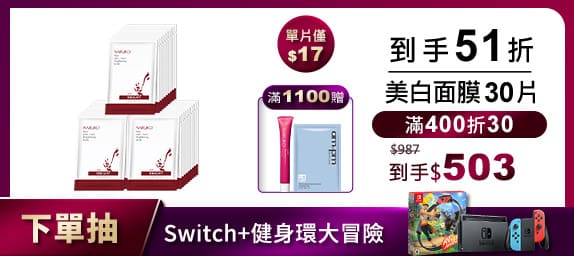 單片僅
$17
到手51折
美白面膜30片
滿400折30
$987
到手$503
滿1100贈
下單抽
Switch+健身環大冒險